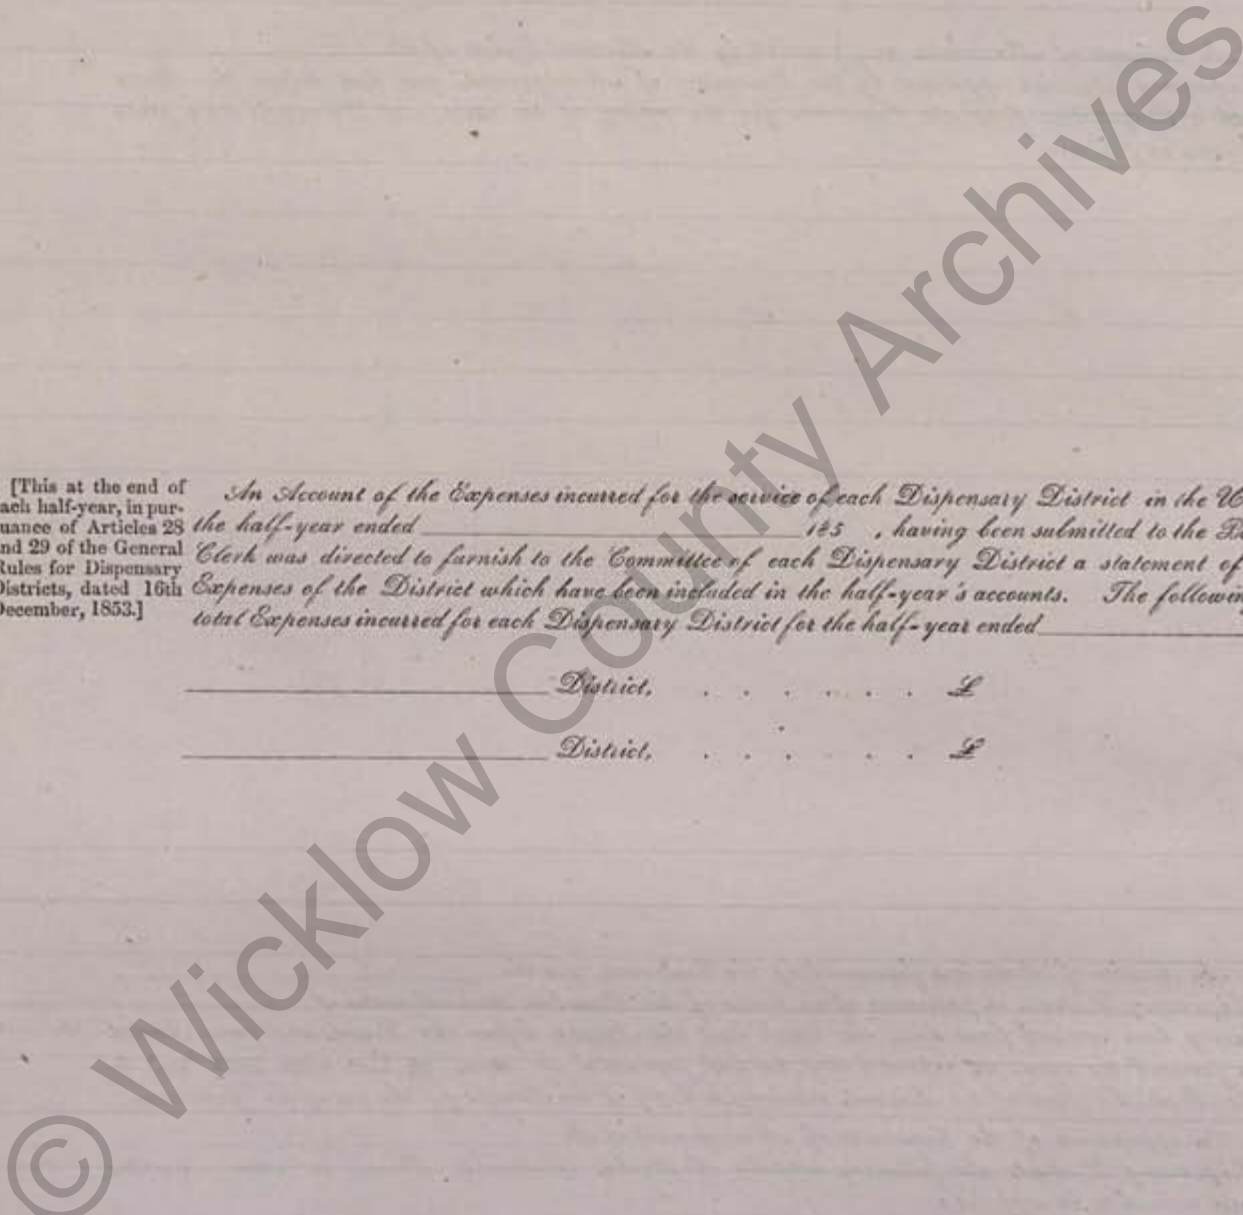 [This at the end of
ach half-year, in pur-
uance of Articles 28
nd 29 of the General
Rules for Dispensary
Districts, dated 16th
December, 1853.]
An Account of the Expenses incurred for the service of each Dispensary District in the U
the half-year ended 185 , having been submitted to the B
Clerk was directed to furnish to the Committee of each Dispensary District a statement of
Expenses of the District which have been included in the half-year's accounts. The following
total Expenses incurred for each Dispensary District for the half-year ended
District, . . . . . . £
District, . . . . . . £
© Wicklow County Archives